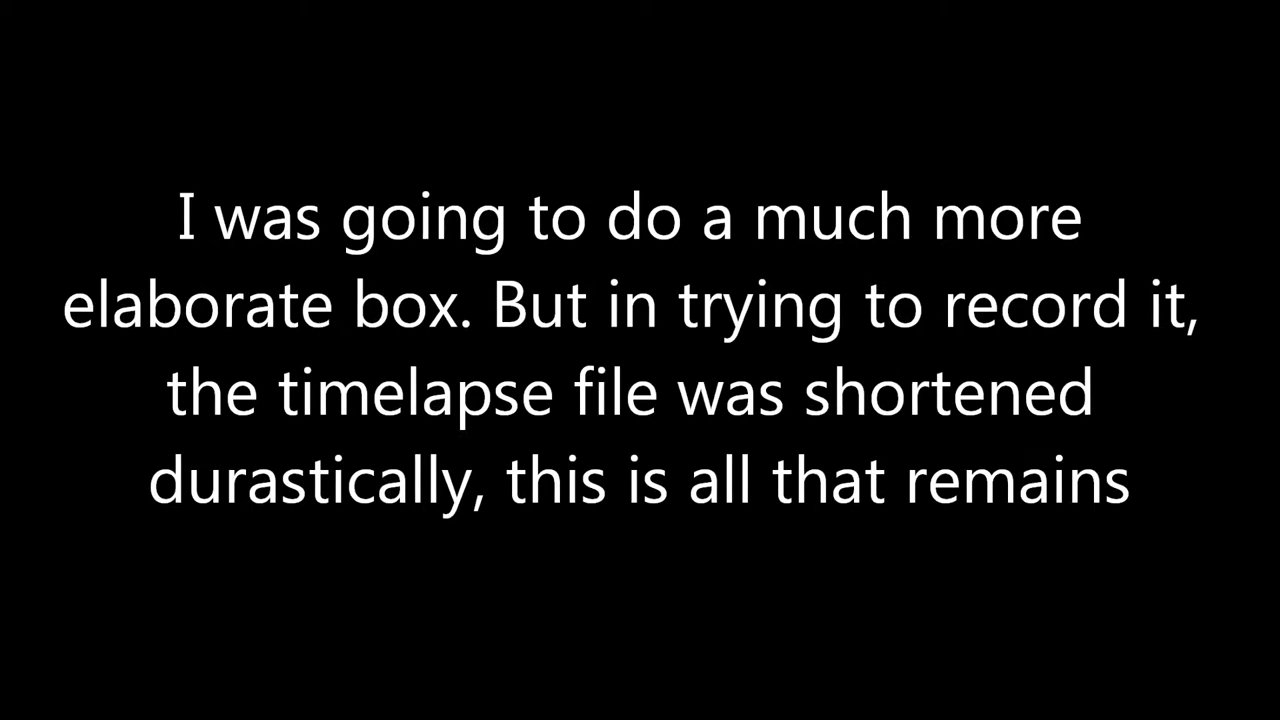 I was going to do a much more
elaborate box. But in trying to record it,
the timelapse file was shortened
durastically, this is all that remains